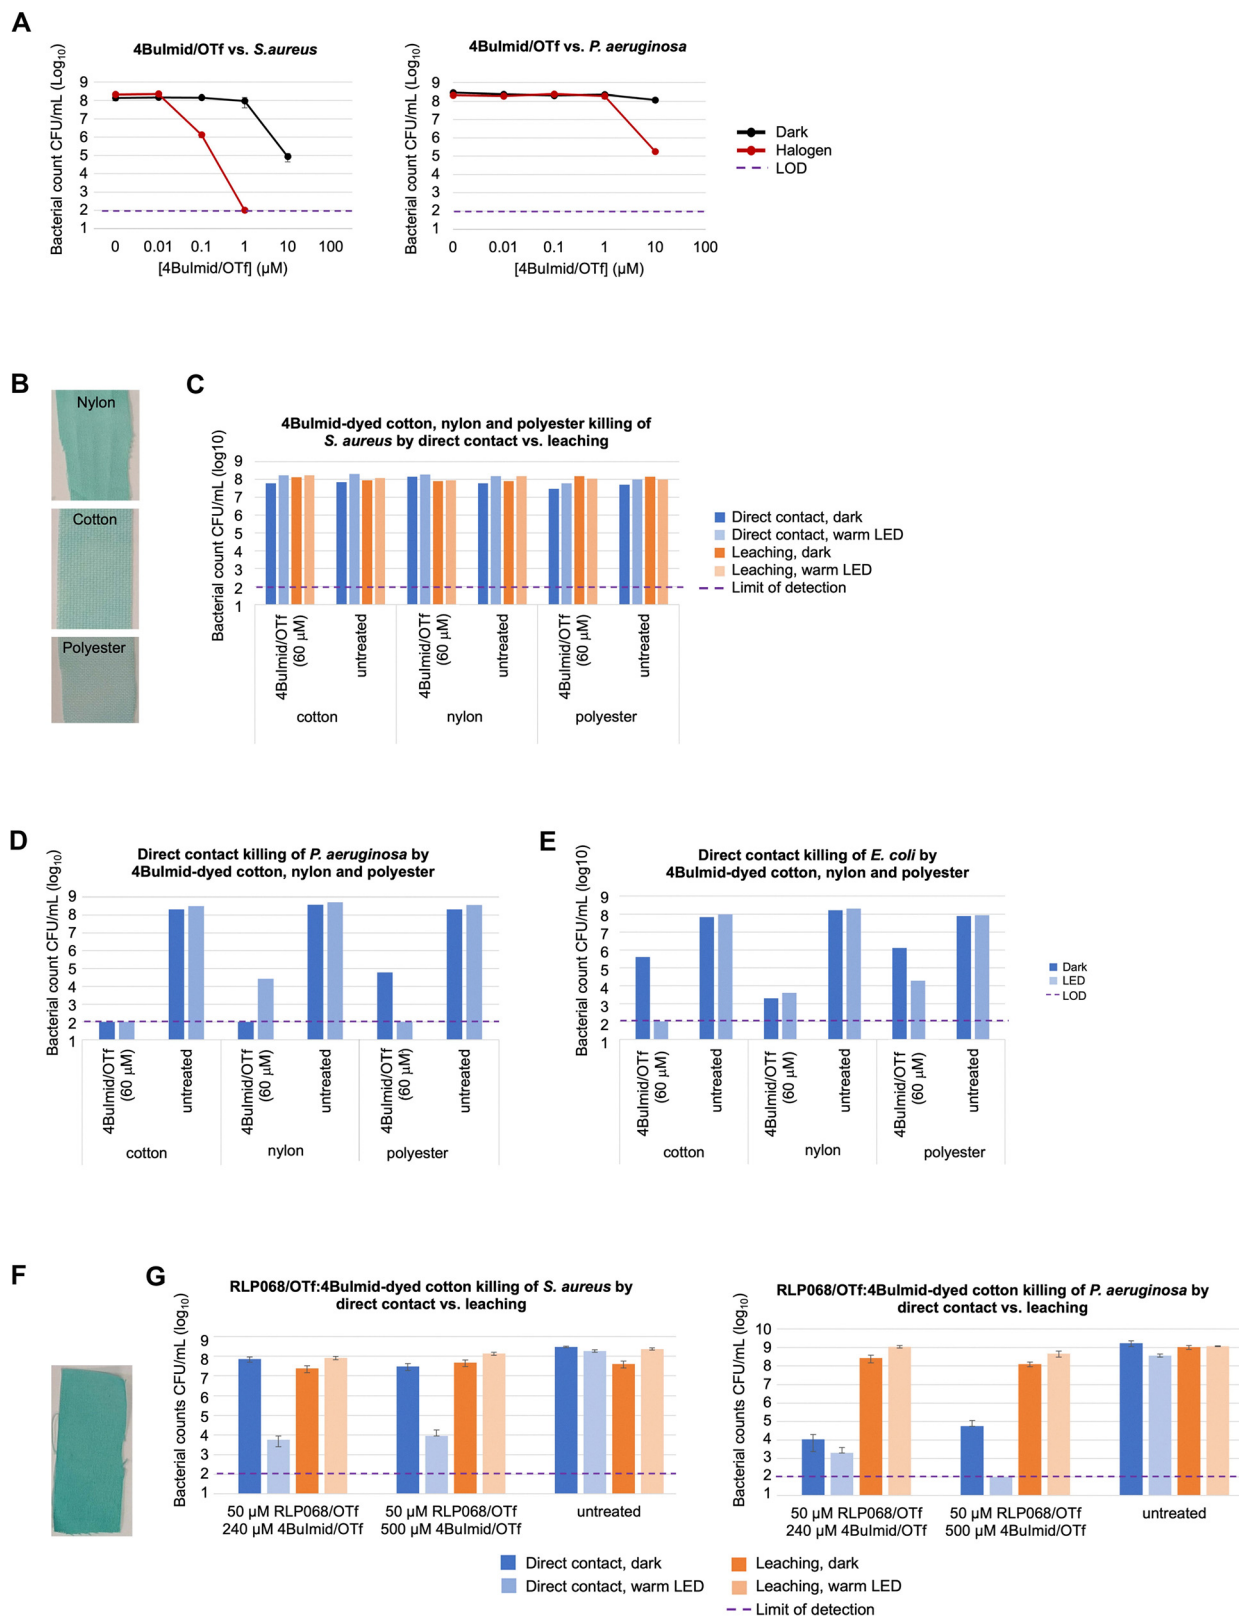 A
4BuImid/OTf vs. S.aureus
4BuImid/OTf vs. P. aeruginosa
Bacterial count CFU/mL (Log10)
9
8
7
6
5
4
3
2
1
0 0.01 0.1 1 10 100
[4BuImid/OTf] (µM)
Bacterial count CFU/mL (Log10)
9
8
7
6
5
4
3
2
1
0 0.01 0.1 1 10 100
[4BuImid/OTf] (µM)
Dark
Halogen
LOD
B
Nylon
Cotton
Polyester
C
4BuImid-dyed cotton, nylon and polyester killing of
S. aureus by direct contact vs. leaching
Bacterial count CFU/mL (log10)
9
8
7
6
5
4
3
2
1
4BuImid/OTf
(60 µM)
untreated
4BuImid/OTf
(60 µM)
untreated
4BuImid/OTf
(60 µM)
untreated
cotton
nylon
polyester
Direct contact, dark
Direct contact, warm LED
Leaching, dark
Leaching, warm LED
Limit of detection
D
Direct contact killing of P. aeruginosa by
4BuImid-dyed cotton, nylon and polyester
Bacterial count CFU/mL (log10)
9
8
7
6
5
4
3
2
1
4BuImid/OTf
(60 µM)
untreated
4BuImid/OTf
(60 µM)
untreated
4BuImid/OTf
(60 µM)
untreated
cotton
nylon
polyester
E
Direct contact killing of E. coli by
4BuImid-dyed cotton, nylon and polyester
Bacterial count CFU/mL (log10)
9
8
7
6
5
4
3
2
1
4BuImid/OTf
(60 µM)
untreated
4BuImid/OTf
(60 µM)
untreated
4BuImid/OTf
(60 µM)
untreated
cotton
nylon
polyester
Dark
LED
LOD
F
G
RLP068/OTf:4BuImid-dyed cotton killing of S. aureus by
direct contact vs. leaching
Bacterial counts CFU/mL (log10)
9
8
7
6
5
4
3
2
1
50 µM RLP068/OTf
240 µM 4BuImid/OTf
50 µM RLP068/OTf
500 µM 4BuImid/OTf
untreated
RLP068/OTf:4BuImid-dyed cotton killing of P. aeruginosa by
direct contact vs. leaching
Bacterial counts CFU/mL (log10)
10
9
8
7
6
5
4
3
2
1
50 µM RLP068/OTf
240 µM 4BuImid/OTf
50 µM RLP068/OTf
500 µM 4BuImid/OTf
untreated
Direct contact, dark
Direct contact, warm LED
Leaching, dark
Leaching, warm LED
Limit of detection